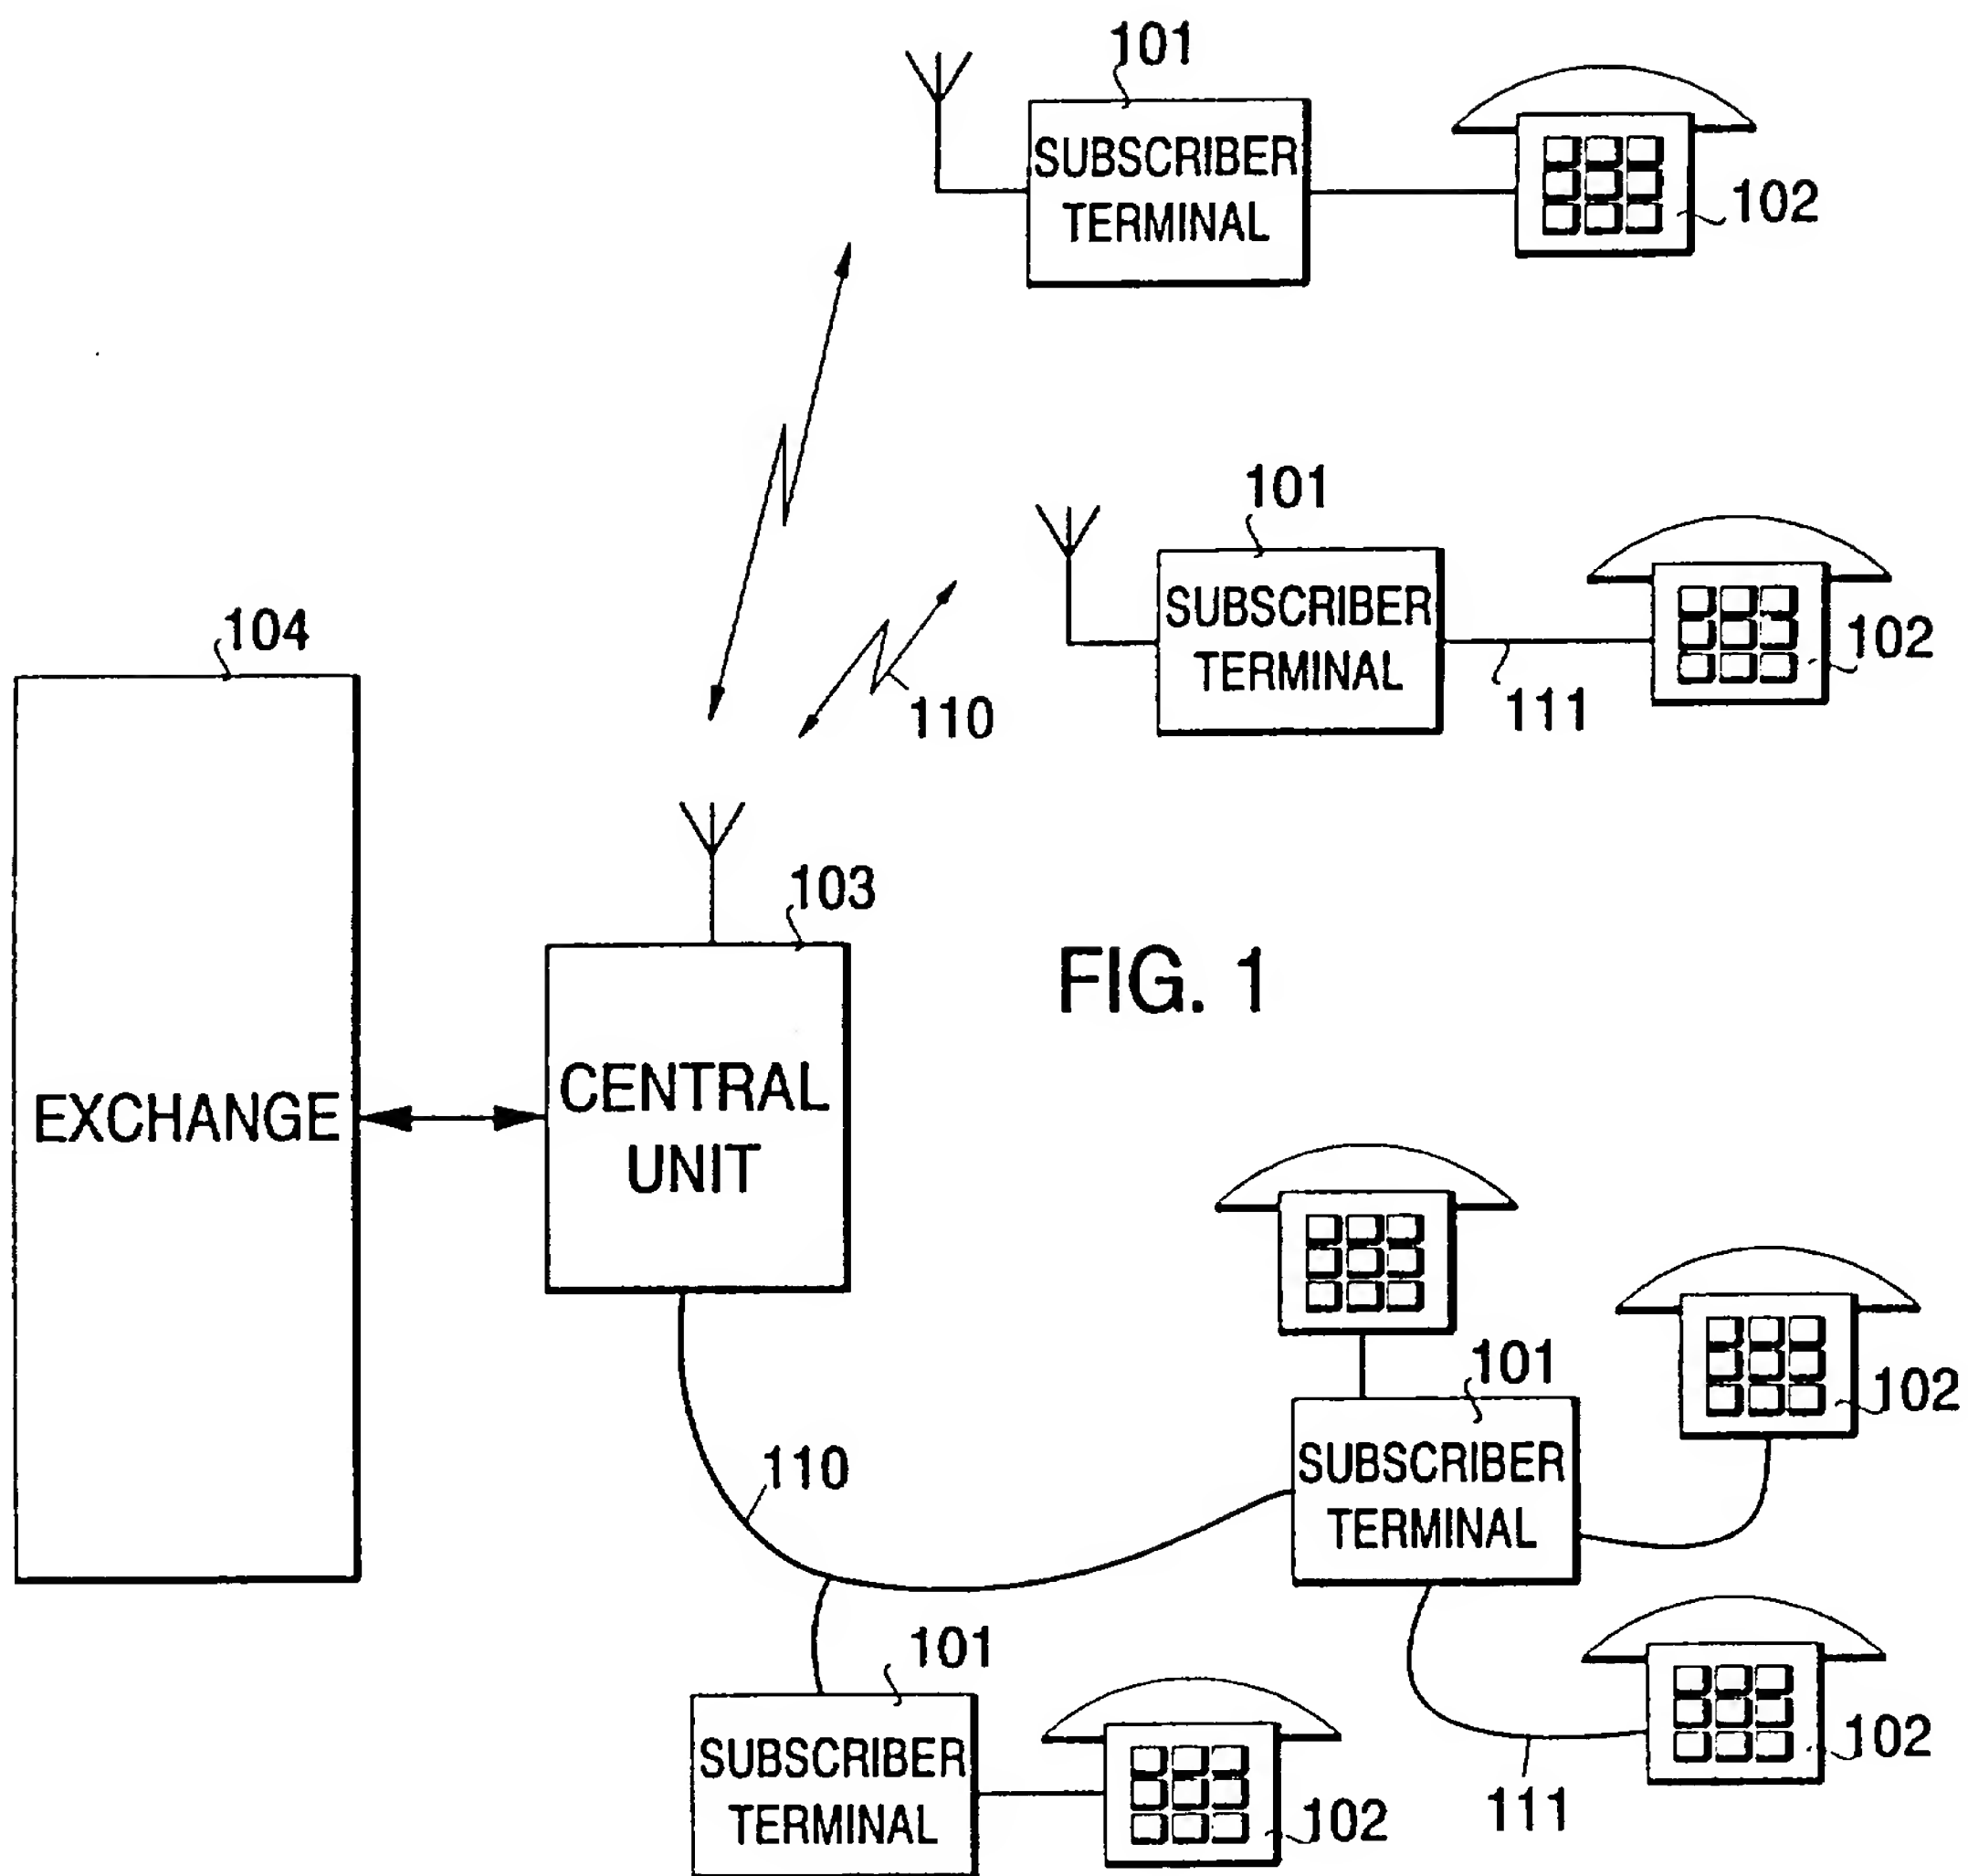 101
SUBSCRIBER
TERMINAL
102
101
SUBSCRIBER
TERMINAL
111
102
110
104
EXCHANGE
103
CENTRAL
UNIT
FIG. 1
110
101
SUBSCRIBER
TERMINAL
102
101
SUBSCRIBER
TERMINAL
102
111
102